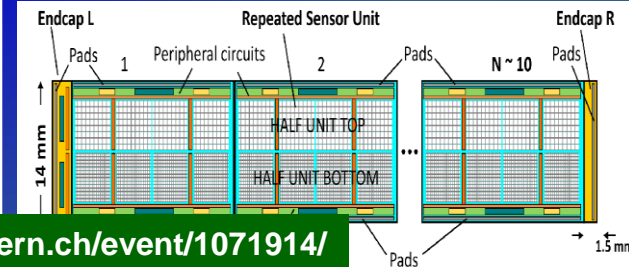 Endcap L
Repeated Sensor Unit
Endcap R
Pads
1
Peripheral circuits
2
Pads
N ~ 10
Pads
HALF UNIT TOP
14 mm
...
HALF UNIT BOTTOM
ern.ch/event/1071914/
Pads
1.5 mm